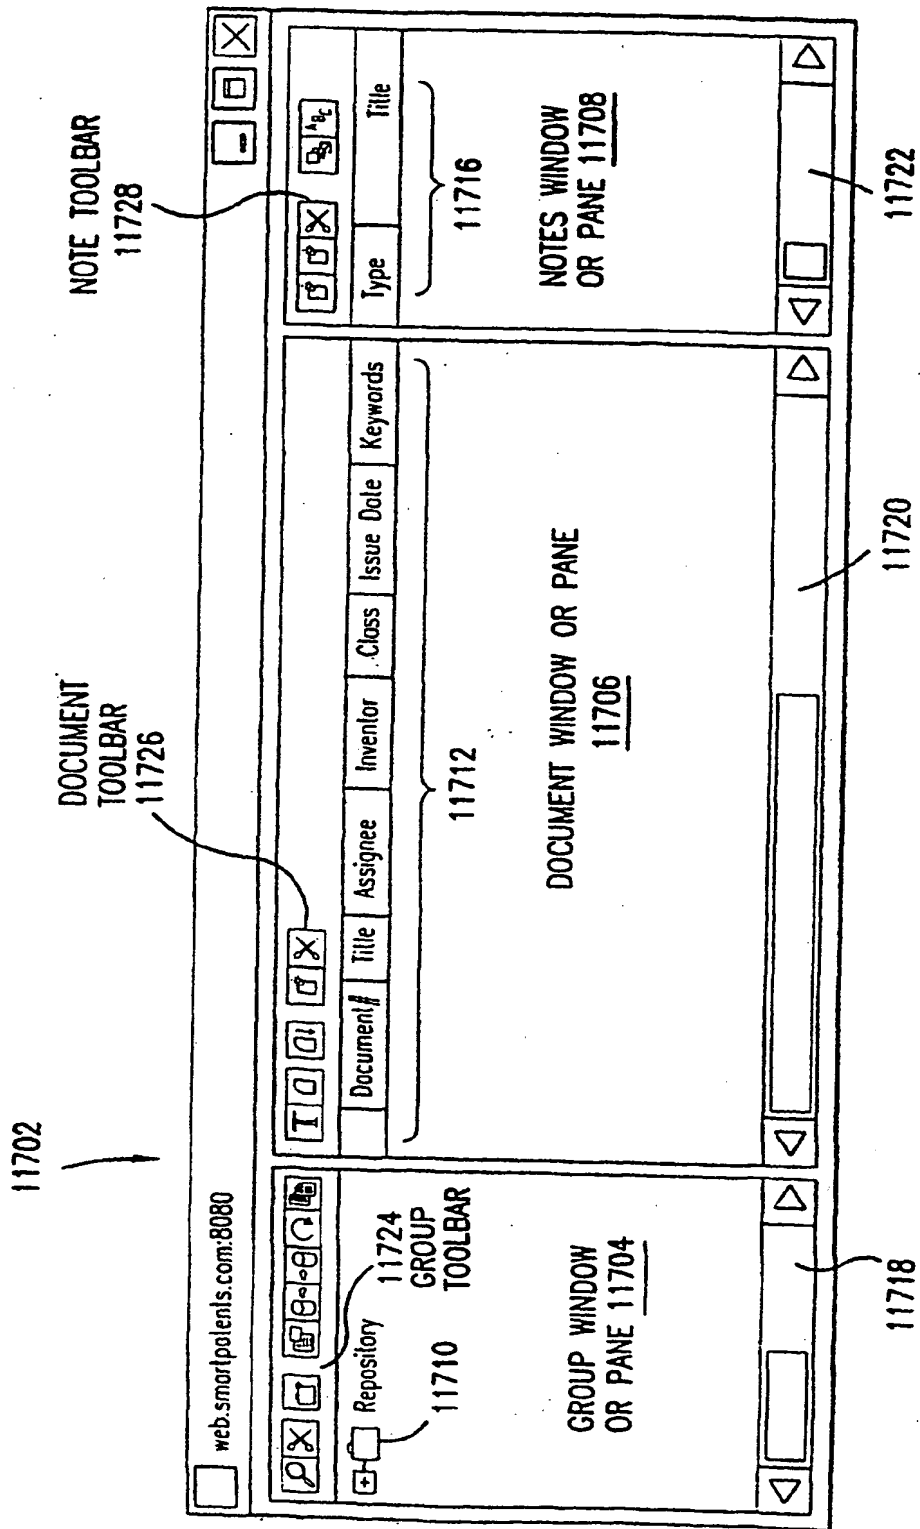 11702
DOCUMENT
TOOLBAR
11726
NOTE TOOLBAR
11728
web.smartpatents.com:8080
T
ABC
11724
GROUP
TOOLBAR
Repository
11710
Document# Title Assignee Inventor Class Issue Date Keywords
11712
Type Title
11716
GROUP WINDOW
OR PANE 11704
DOCUMENT WINDOW OR PANE
11706
NOTES WINDOW
OR PANE 11708
11718
11720
11722